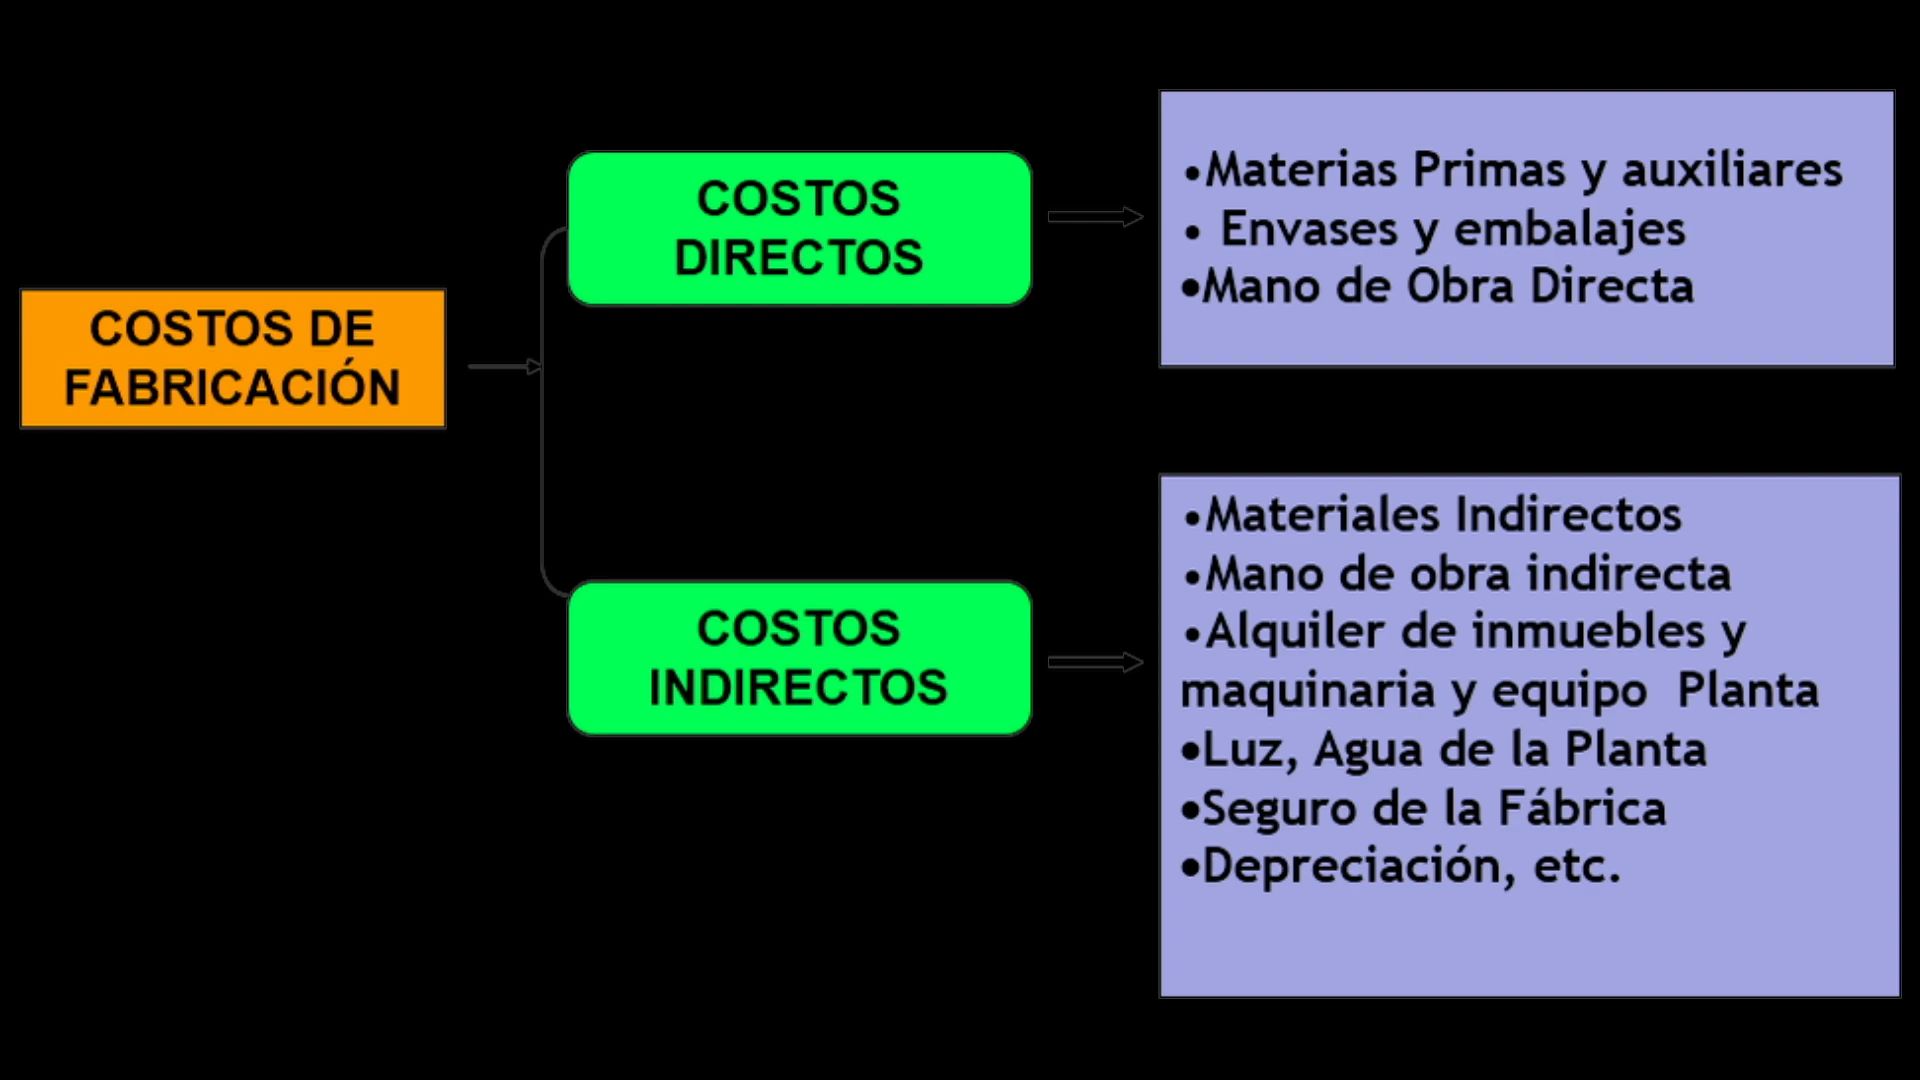 COSTOS DE
FABRICACIÓN
COSTOS
DIRECTOS
•Materias Primas y auxiliares
• Envases y embalajes
•Mano de Obra Directa
COSTOS
INDIRECTOS
•Materiales Indirectos
•Mano de obra indirecta
•Alquiler de inmuebles y
maquinaria y equipo  Planta
•Luz, Agua de la Planta
•Seguro de la Fábrica
•Depreciación, etc.